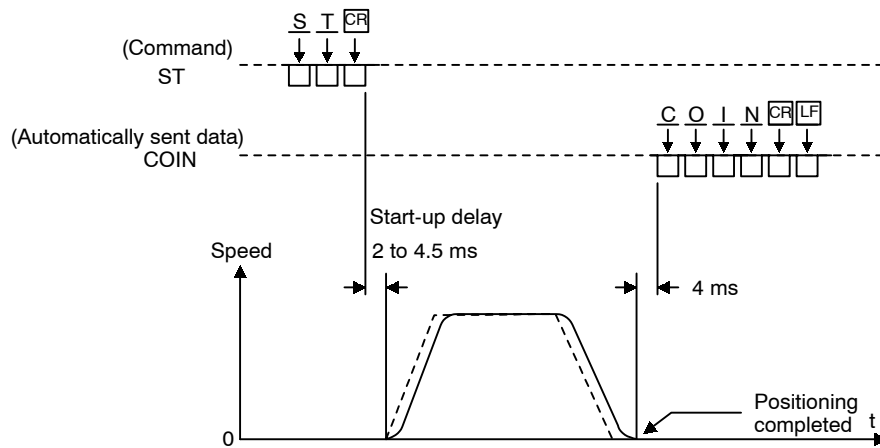 S T CR
(Command)
ST
C O I N CR LF
(Automatically sent data)
COIN
Start-up delay
Speed
2 to 4.5 ms
4 ms
Positioning
completed
t
0